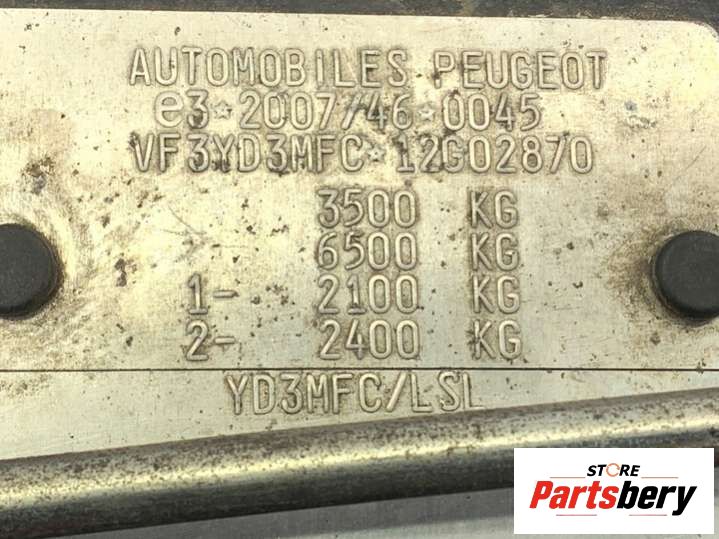 AUTOMOBILES PEUGEOT
e3*2007/46*0045
VF3YD3MFC*12G02870
3500 KG
6500 KG
1- 2100 KG
2- 2400 KG
YD3MFC/LSL
STORE
Partsbery